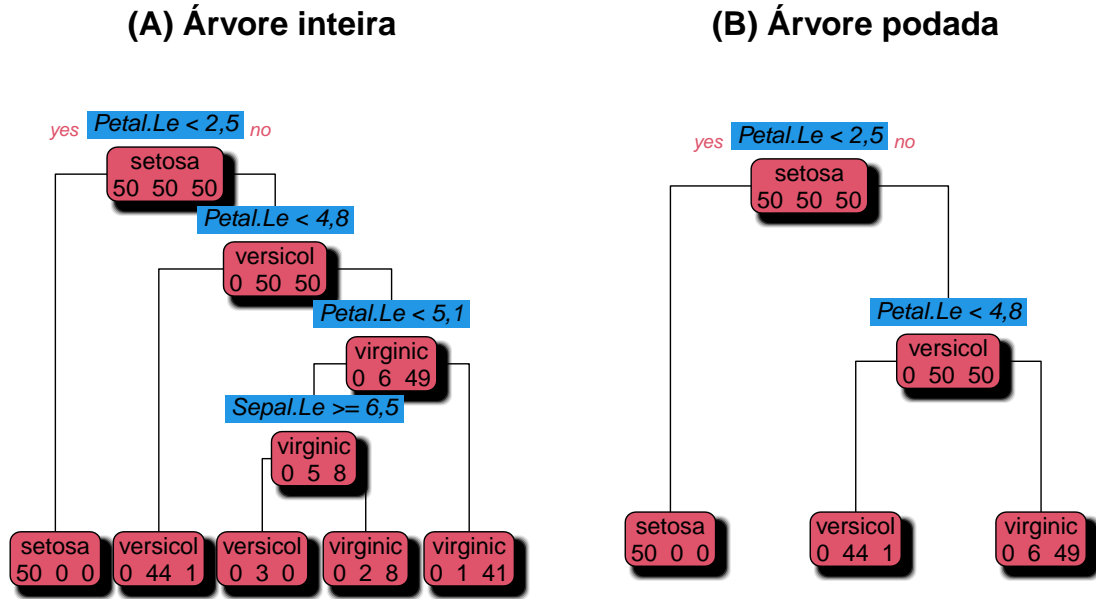 (A) Árvore inteira
yes Petal.Le < 2,5 no
setosa
50 50 50
Petal.Le < 4,8
versicol
0 50 50
Petal.Le < 5,1
virginic
0 6 49
Sepal.Le >= 6,5
virginic
0 5 8
setosa
50 0 0
versicol
0 44 1
versicol
0 3 0
virginic
0 2 8
virginic
0 1 41
(B) Árvore podada
yes Petal.Le < 2,5 no
setosa
50 50 50
Petal.Le < 4,8
versicol
0 50 50
setosa
50 0 0
versicol
0 44 1
virginic
0 6 49